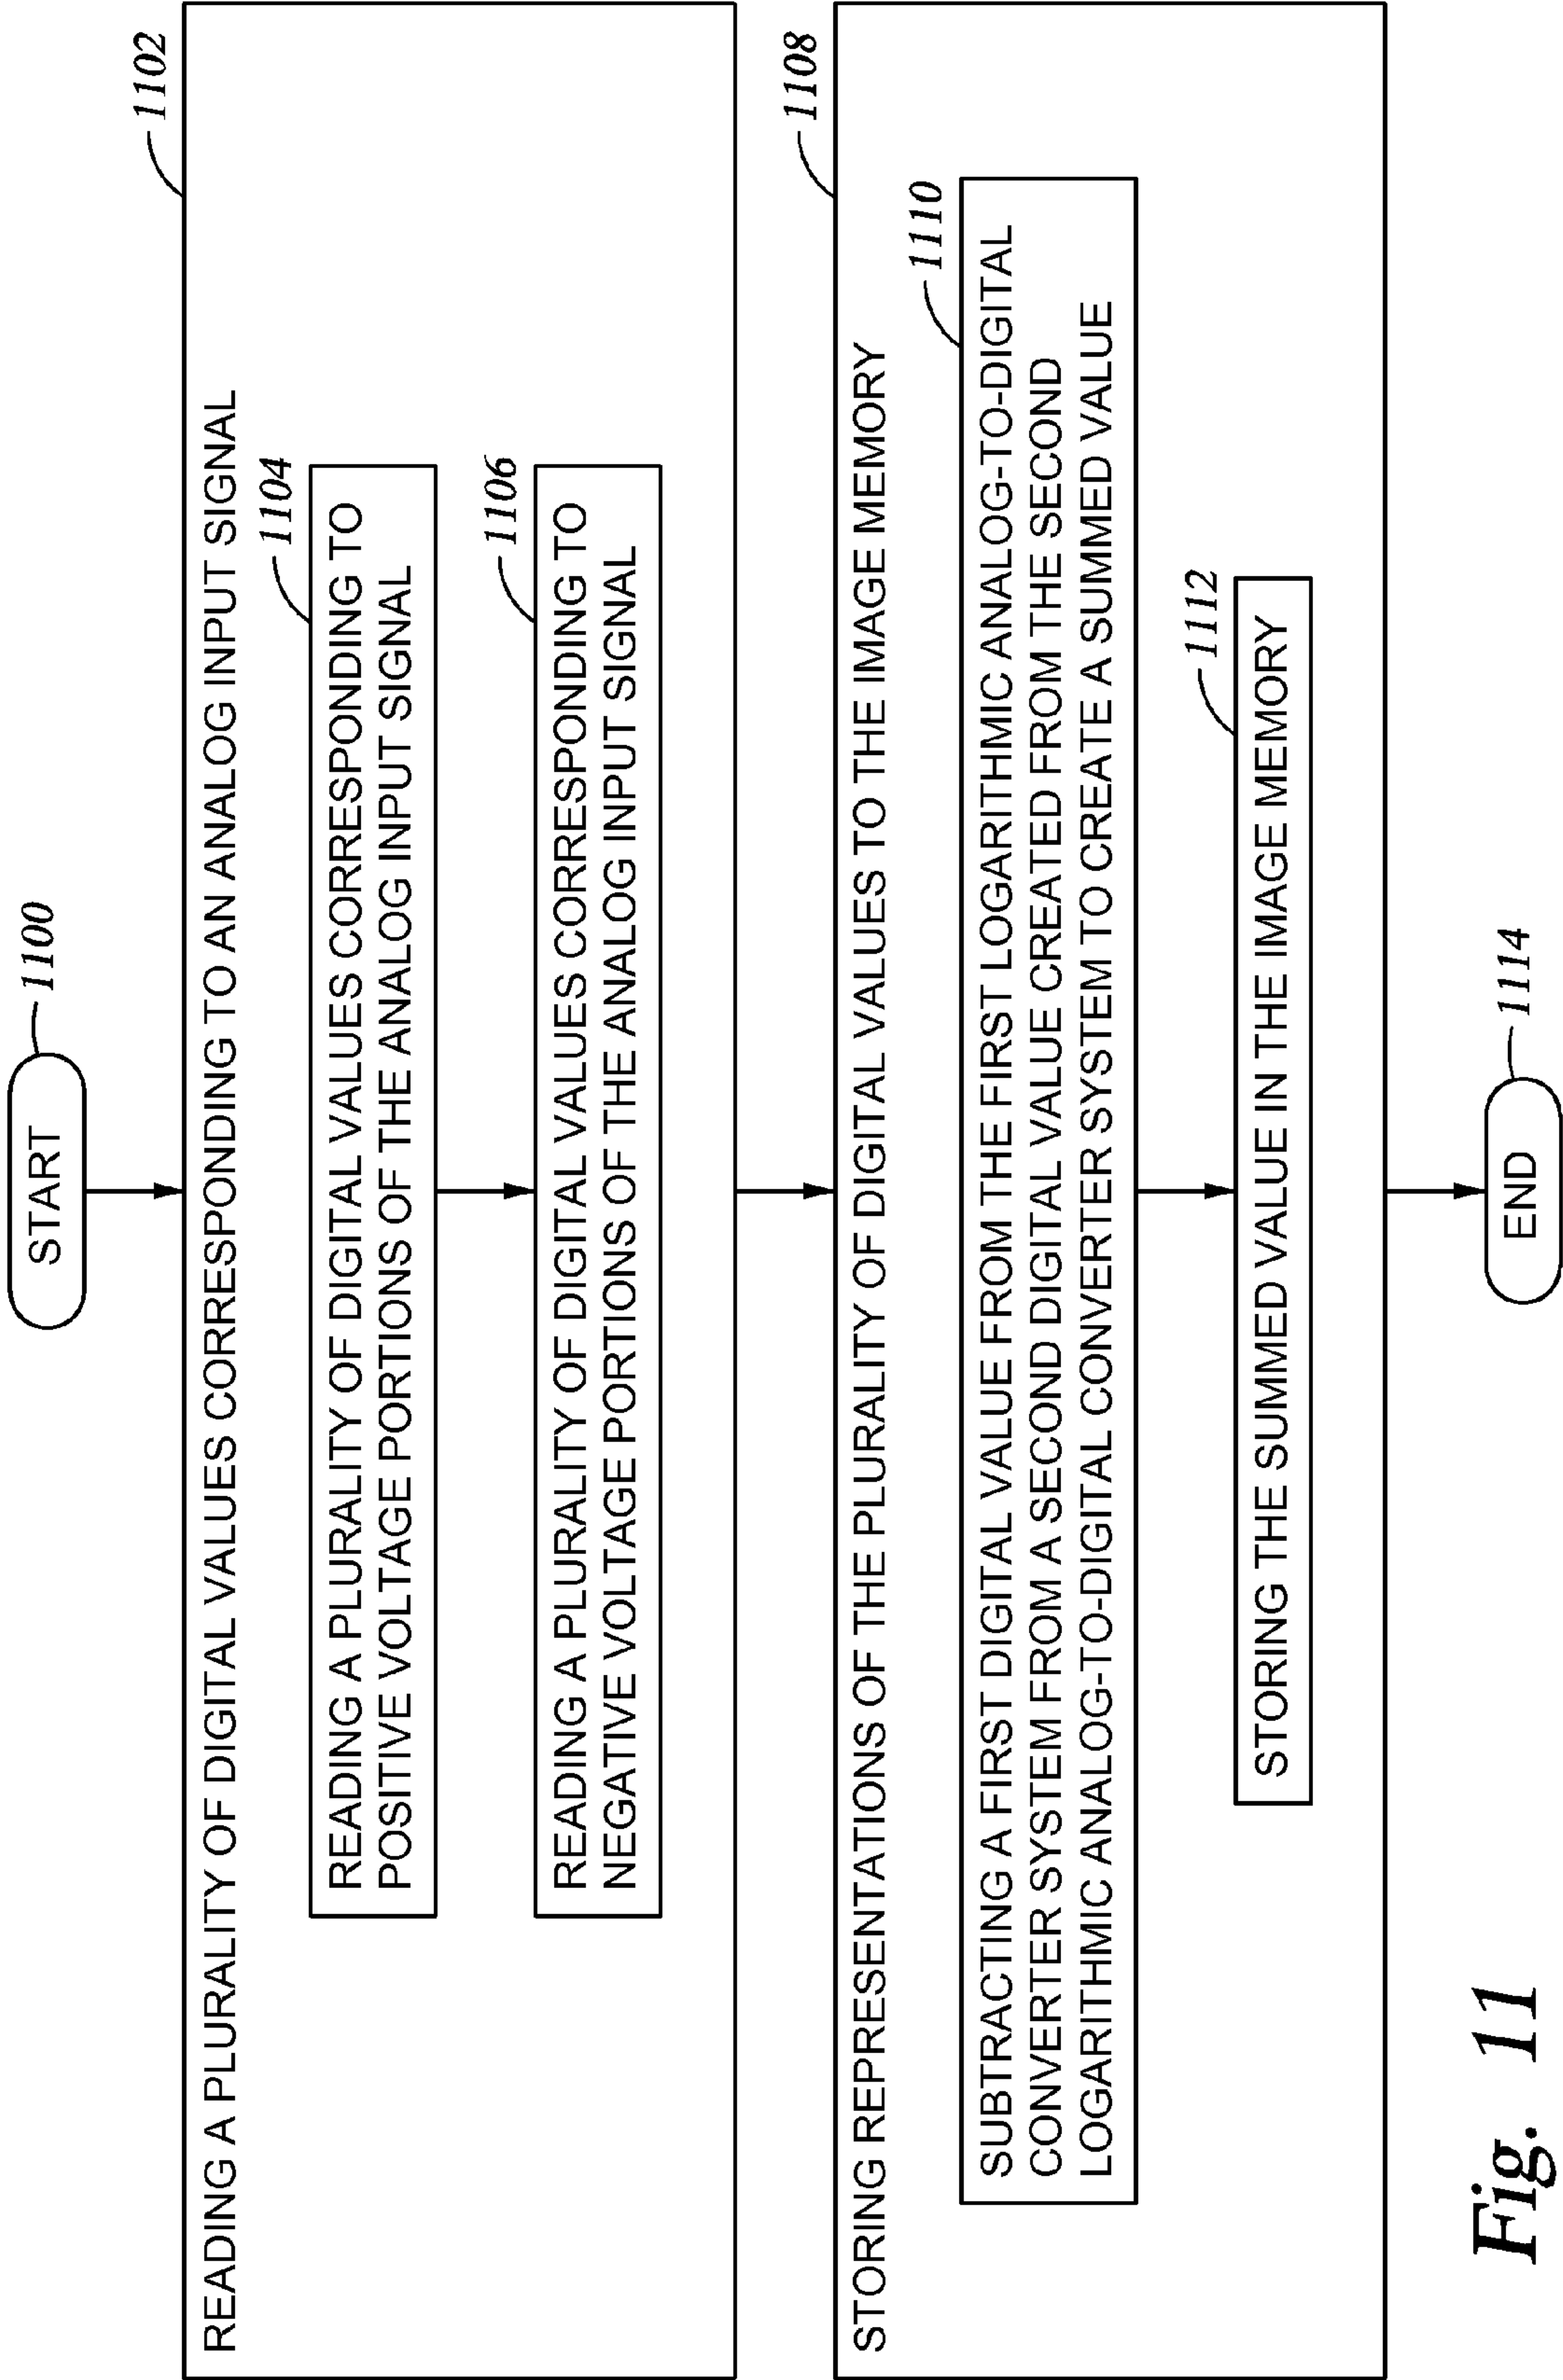 START
1100
1102
READING A PLURALITY OF DIGITAL VALUES CORRESPONDING TO AN ANALOG INPUT SIGNAL
1104
READING A PLURALITY OF DIGITAL VALUES CORRESPONDING TO
POSITIVE VOLTAGE PORTIONS OF THE ANALOG INPUT SIGNAL
1106
READING A PLURALITY OF DIGITAL VALUES CORRESPONDING TO
NEGATIVE VOLTAGE PORTIONS OF THE ANALOG INPUT SIGNAL
1108
STORING REPRESENTATIONS OF THE PLURALITY OF DIGITAL VALUES TO THE IMAGE MEMORY
1110
SUBTRACTING A FIRST DIGITAL VALUE FROM THE FIRST LOGARITHMIC ANALOG-TO-DIGITAL
CONVERTER SYSTEM FROM A SECOND DIGITAL VALUE CREATED FROM THE SECOND
LOGARITHMIC ANALOG-TO-DIGITAL CONVERTER SYSTEM TO CREATE A SUMMED VALUE
1112
STORING THE SUMMED VALUE IN THE IMAGE MEMORY
END
1114
Fig. 11